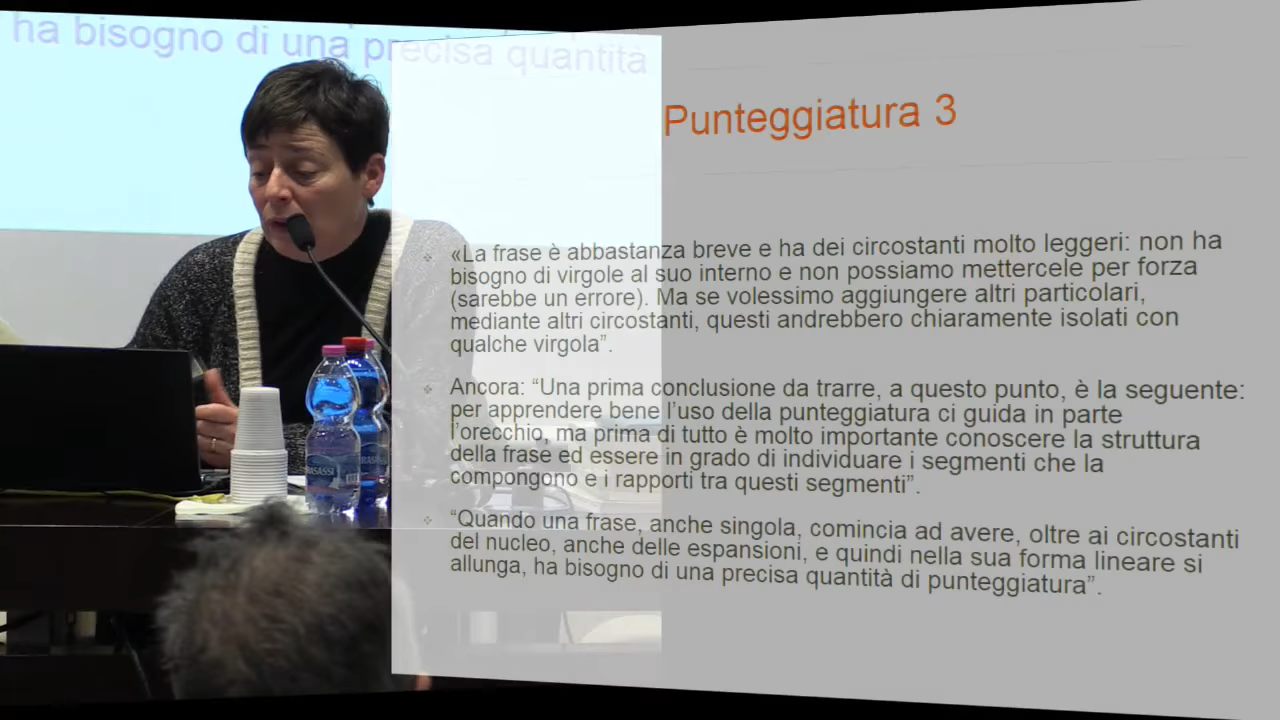 ha bisogno di una precisa quantità
Punteggiatura 3
«La frase è abbastanza breve e ha dei circostanti molto leggeri: non ha
bisogno di virgole al suo interno e non possiamo mettercele per forza
(sarebbe un errore). Ma se volessimo aggiungere altri particolari,
mediante altri circostanti, questi andrebbero chiaramente isolati con
qualche virgola”.
Ancora: “Una prima conclusione da trarre, a questo punto, è la seguente:
per apprendere bene l’uso della punteggiatura ci guida in parte
l’orecchio, ma prima di tutto è molto importante conoscere la struttura
della frase ed essere in grado di individuare i segmenti che la
compongono e i rapporti tra questi segmenti”.
“Quando una frase, anche singola, comincia ad avere, oltre ai circostanti
del nucleo, anche delle espansioni, e quindi nella sua forma lineare si
allunga, ha bisogno di una precisa quantità di punteggiatura”.